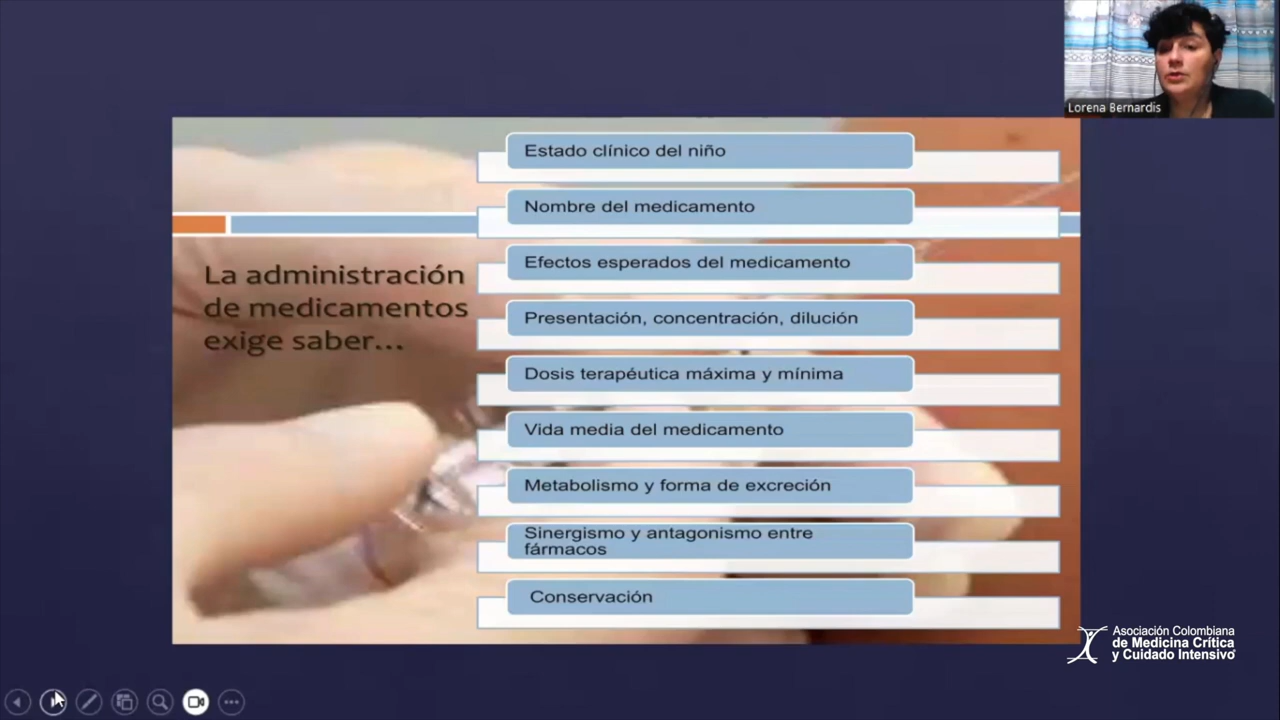 Lorena Bernardis
La administración
de medicamentos
exige saber...
Estado clínico del niño
Nombre del medicamento
Efectos esperados del medicamento
Presentación, concentración, dilución
Dosis terapéutica máxima y mínima
Vida media del medicamento
Metabolismo y forma de excreción
Sinergismo y antagonismo entre
fármacos
Conservación
Asociación Colombiana
de Medicina Crítica
y Cuidado Intensivo